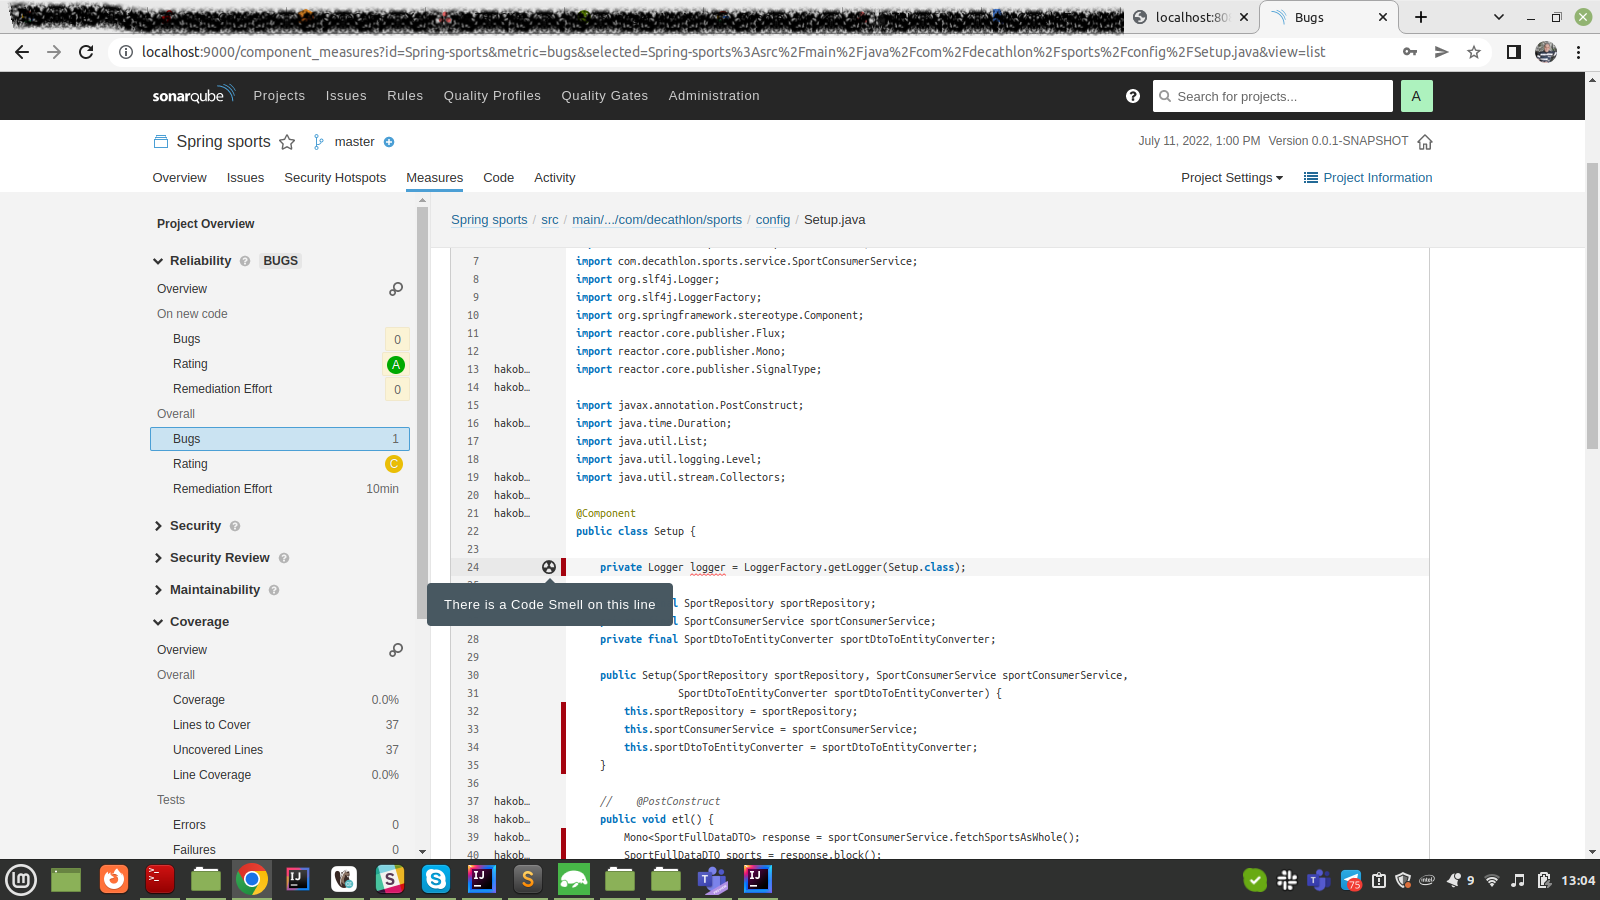 localhost:80
Bugs
localhost:9000/component_measures?id=Spring-sports&metric=bugs&selected=Spring-sports%3Asrc%2Fmain%2Fjava%2Fcom%2Fdecathlon%2Fsports%2Fconfig%2FSetup.java&view=list
sonarqube Projects Issues Rules Quality Profiles Quality Gates Administration ? Search for projects... A
Spring sports master July 11, 2022, 1:00 PM Version 0.0.1-SNAPSHOT
Overview Issues Security Hotspots Measures Code Activity Project Settings Project Information
Project Overview
Reliability ? BUGS
Overview
On new code
Bugs 0
Rating A
Remediation Effort 0
Overall
Bugs 1
Rating C
Remediation Effort 10min
Security ?
Security Review ?
Maintainability ?
Coverage
Overview
Overall
Coverage 0.0%
Lines to Cover 37
Uncovered Lines 37
Line Coverage 0.0%
Tests
Errors 0
Failures 0
Spring sports / src / main/.../com/decathlon/sports / config / Setup.java
7 import com.decathlon.sports.service.SportConsumerService;
8 import org.slf4j.Logger;
9 import org.slf4j.LoggerFactory;
10 import org.springframework.stereotype.Component;
11 import reactor.core.publisher.Flux;
12 import reactor.core.publisher.Mono;
13 hakob… import reactor.core.publisher.SignalType;
14 hakob…
15 import javax.annotation.PostConstruct;
16 hakob… import java.time.Duration;
17 import java.util.List;
18 import java.util.logging.Level;
19 hakob… import java.util.stream.Collectors;
20 hakob…
21 hakob… @Component
22 public class Setup {
23
24 private Logger logger = LoggerFactory.getLogger(Setup.class);
There is a Code Smell on this line
l SportRepository sportRepository;
l SportConsumerService sportConsumerService;
28 private final SportDtoToEntityConverter sportDtoToEntityConverter;
29
30 public Setup(SportRepository sportRepository, SportConsumerService sportConsumerService,
31 SportDtoToEntityConverter sportDtoToEntityConverter) {
32 this.sportRepository = sportRepository;
33 this.sportConsumerService = sportConsumerService;
34 this.sportDtoToEntityConverter = sportDtoToEntityConverter;
35 }
36
37 hakob… // @PostConstruct
38 hakob… public void etl() {
39 hakob… Mono<SportFullDataDTO> response = sportConsumerService.fetchSportsAsWhole();
40 hakob… SportFullDataDTO sports = response.block();
75
9
13:04